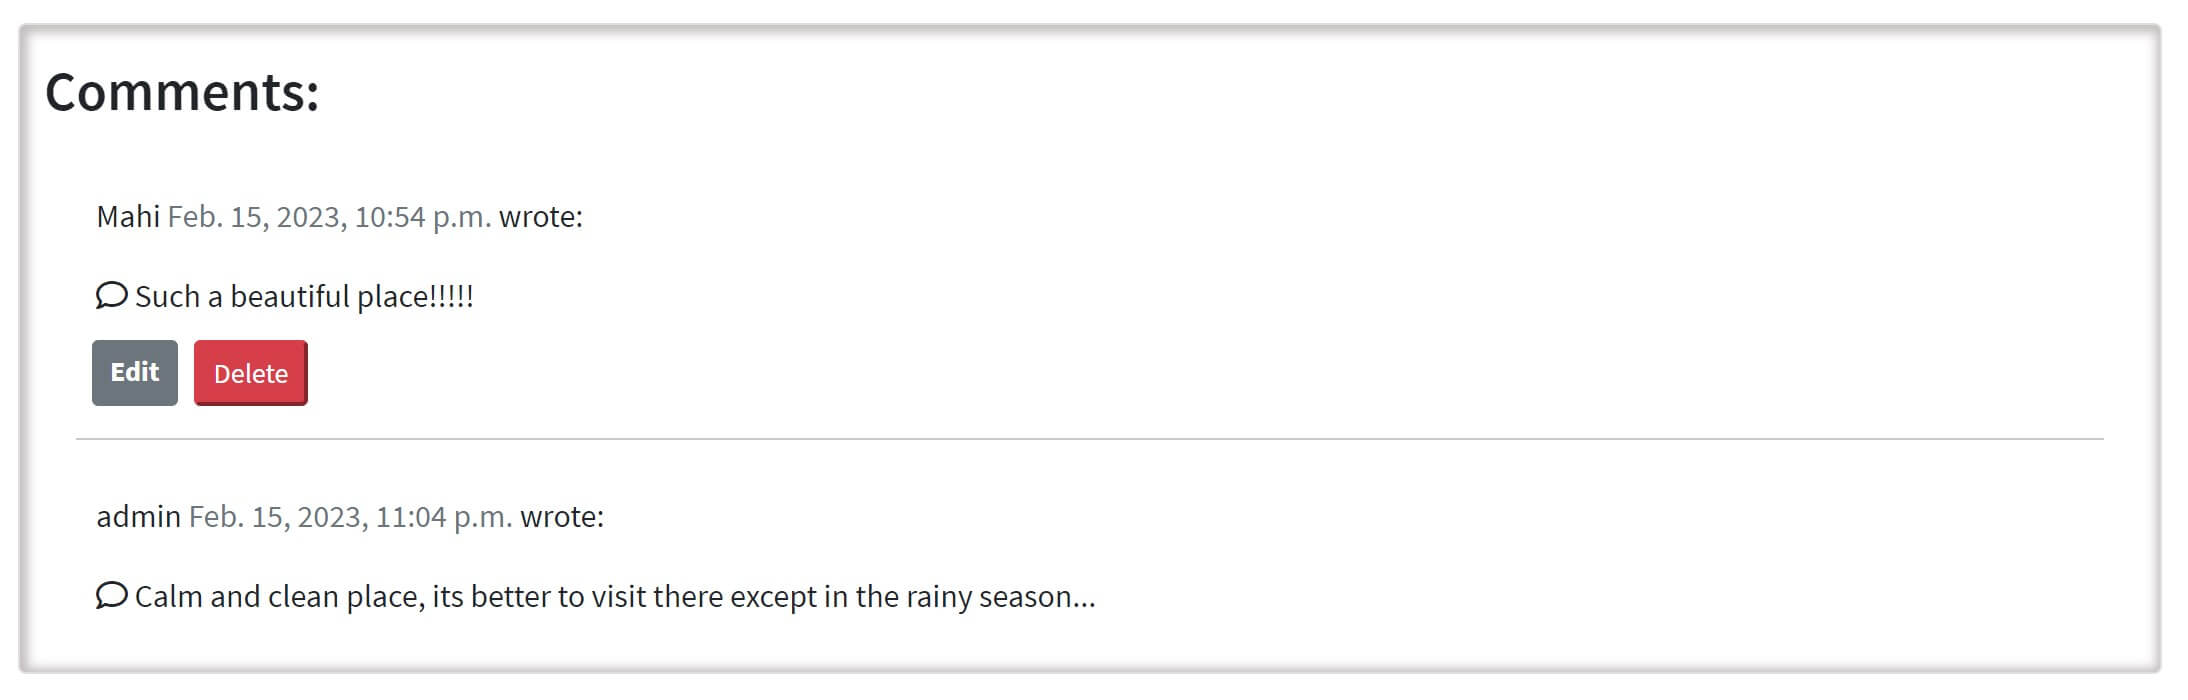 Comments:
Mahi Feb. 15, 2023, 10:54 p.m. wrote:
Such a beautiful place!!!!!
Edit Delete
admin Feb. 15, 2023, 11:04 p.m. wrote:
Calm and clean place, its better to visit there except in the rainy season...